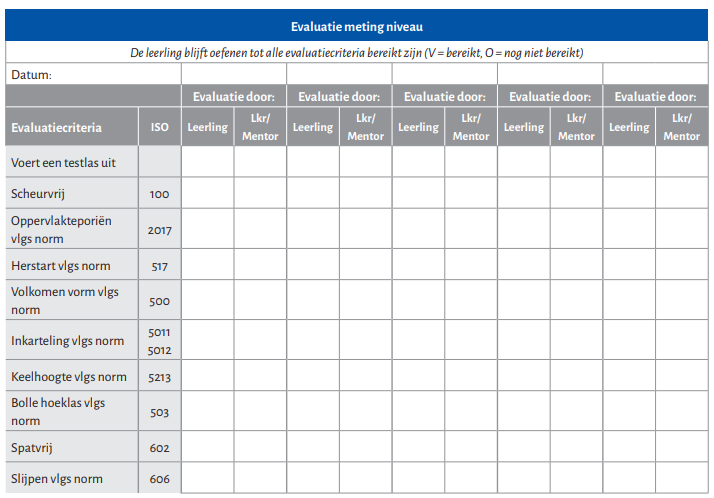 Evaluatie meting niveau
De leerling blijft oefenen tot alle evaluatiecriteria bereikt zijn (V = bereikt, O = nog niet bereikt)
Datum:
Evaluatie door: Evaluatie door: Evaluatie door: Evaluatie door: Evaluatie door:
Evaluatiecriteria ISO Leerling Lkr/ Mentor Leerling Lkr/ Mentor Leerling Lkr/ Mentor Leerling Lkr/ Mentor Leerling Lkr/ Mentor
Voert een testlas uit
Scheurvrij 100
Oppervlakteporiën
vlgs norm 2017
Herstart vlgs norm 517
Volkomen vorm vlgs
norm 500
Inkarteling vlgs norm 5011
5012
Keelhoogte vlgs norm 5213
Bolle hoeklas vlgs
norm 503
Spatvrij 602
Slijpen vlgs norm 606